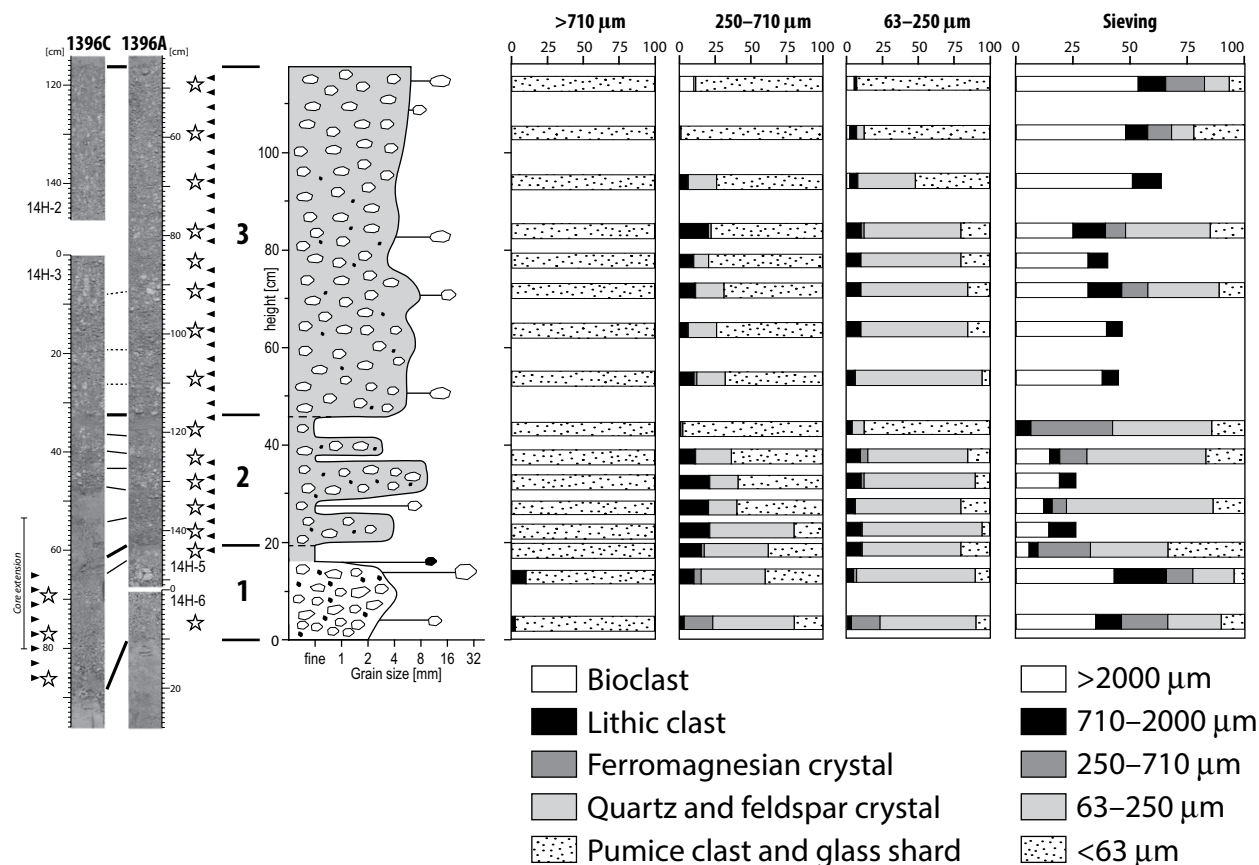 >710 μm 250–710 μm 63–250 μm Sieving
1396C 1396A
[cm] [cm]
0 25 50 75 100 0 25 50 75 100 0 25 50 75 100 0 25 50 75 100
120
60
100
140
14H-2
3
80
80
0
14H-3
height [cm]
100
20
60
120
40
40
2
140
20
60
14H-5
0
14H-6
1
Core extension
0
80
fine 1 2 4 8 16 32
Grain size [mm]
20
Bioclast
Lithic clast
Ferromagnesian crystal
Quartz and feldspar crystal
Pumice clast and glass shard
>2000 μm
710–2000 μm
250–710 μm
63–250 μm
<63 μm